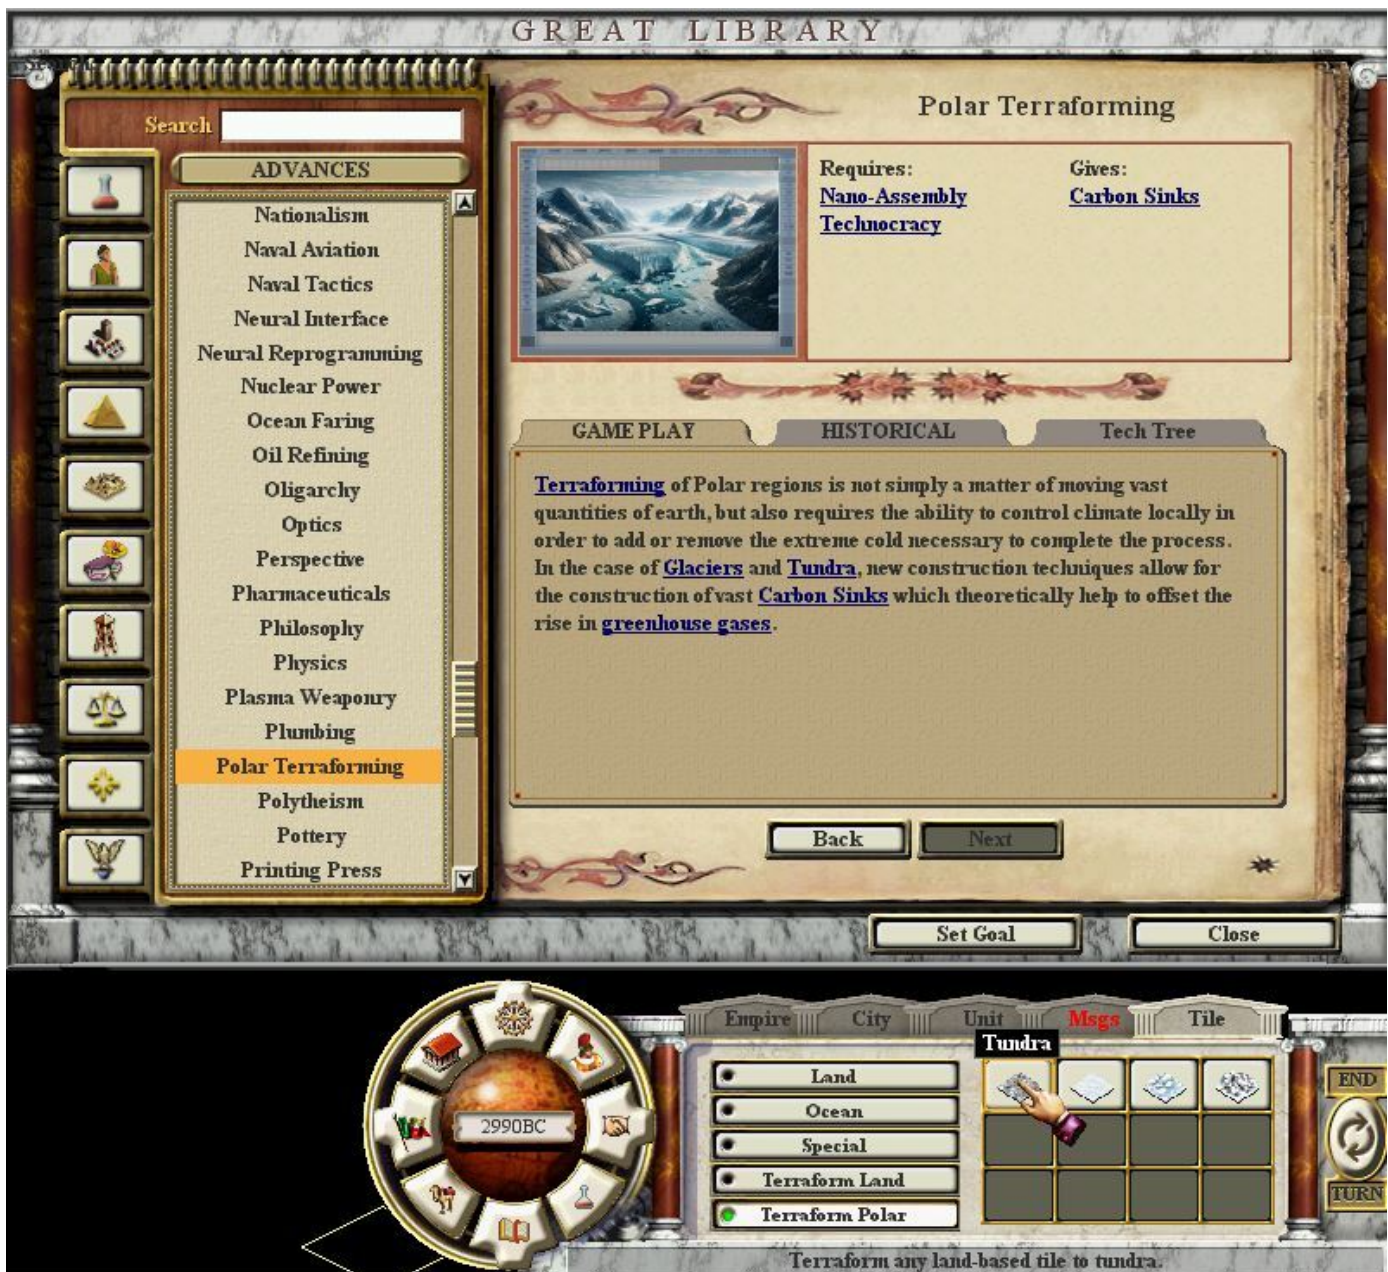 GREAT LIBRARY
Search
ADVANCES
Nationalism
Naval Aviation
Naval Tactics
Neural Interface
Neural Reprogramming
Nuclear Power
Ocean Faring
Oil Refining
Oligarchy
Optics
Perspective
Pharmaceuticals
Philosophy
Physics
Plasma Weaponry
Plumbing
Polar Terraforming
Polytheism
Pottery
Printing Press
Polar Terraforming
Requires:
Nano-Assembly
Technocracy
Gives:
Carbon Sinks
GAME PLAY
HISTORICAL
Tech Tree
Terraforming of Polar regions is not simply a matter of moving vast
quantities of earth, but also requires the ability to control climate locally in
order to add or remove the extreme cold necessary to complete the process.
In the case of Glaciers and Tundra, new construction techniques allow for
the construction of vast Carbon Sinks which theoretically help to offset the
rise in greenhouse gases.
Back
Next
Set Goal
Close
Empire
City
Unit
Msgs
Tile
Tundra
Land
Ocean
Special
Terraform Land
Terraform Polar
2990BC
END
TURN
Terraform any land-based tile to tundra.